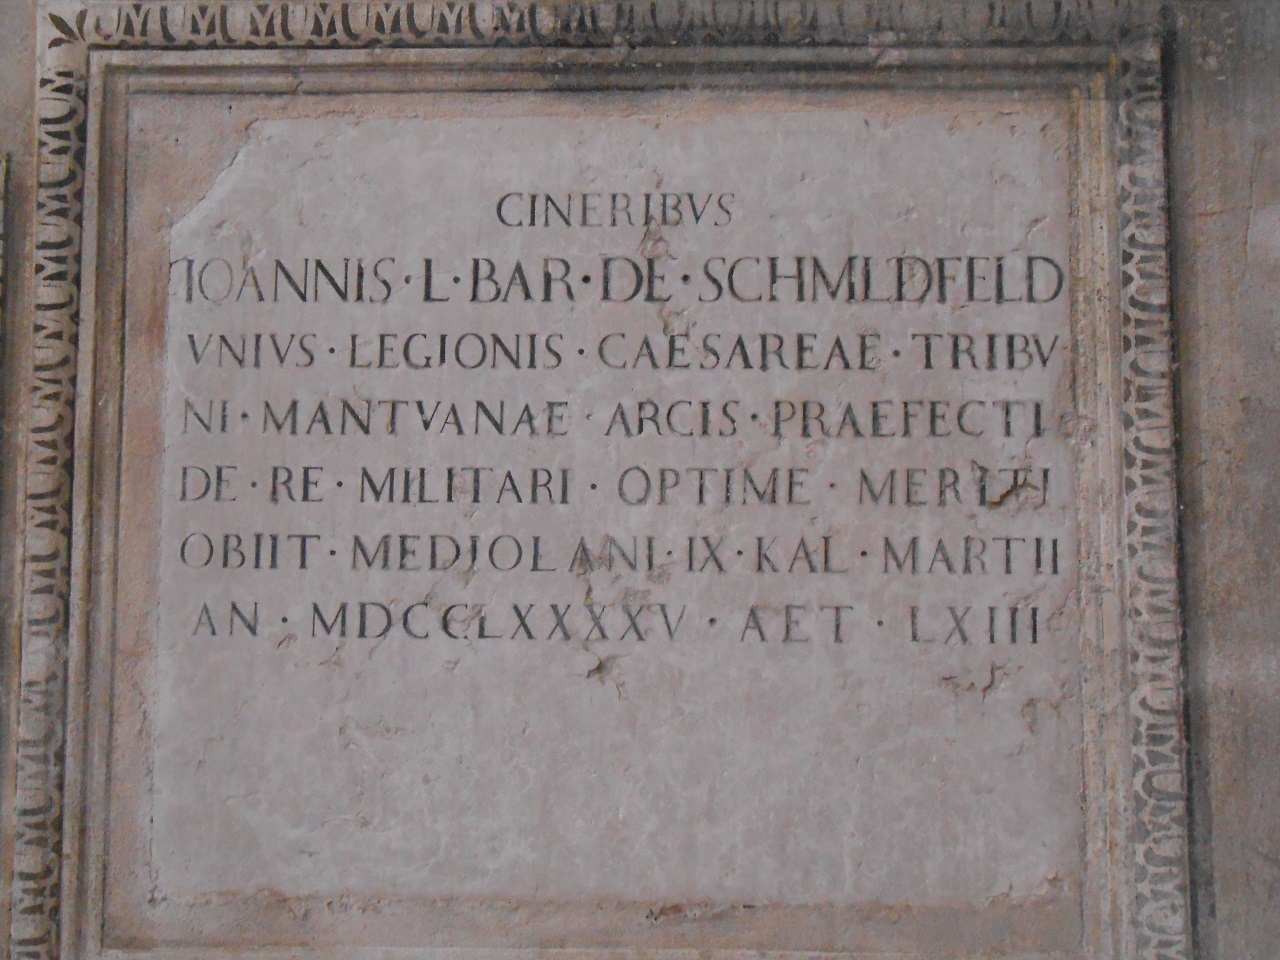 CINERIBVS
IOANNIS · L · BAR · DE · SCHMLDFELD
VNIVS · LEGIONIS · CAESAREAE · TRIBV
NI · MANTVANAE · ARCIS · PRAEFECTI
DE · RE · MILITARI · OPTIME · MERITI
OBIIT · MEDIOLANI · IX · KAL · MARTII
AN · MDCCLXXXXV · AET · LXIII